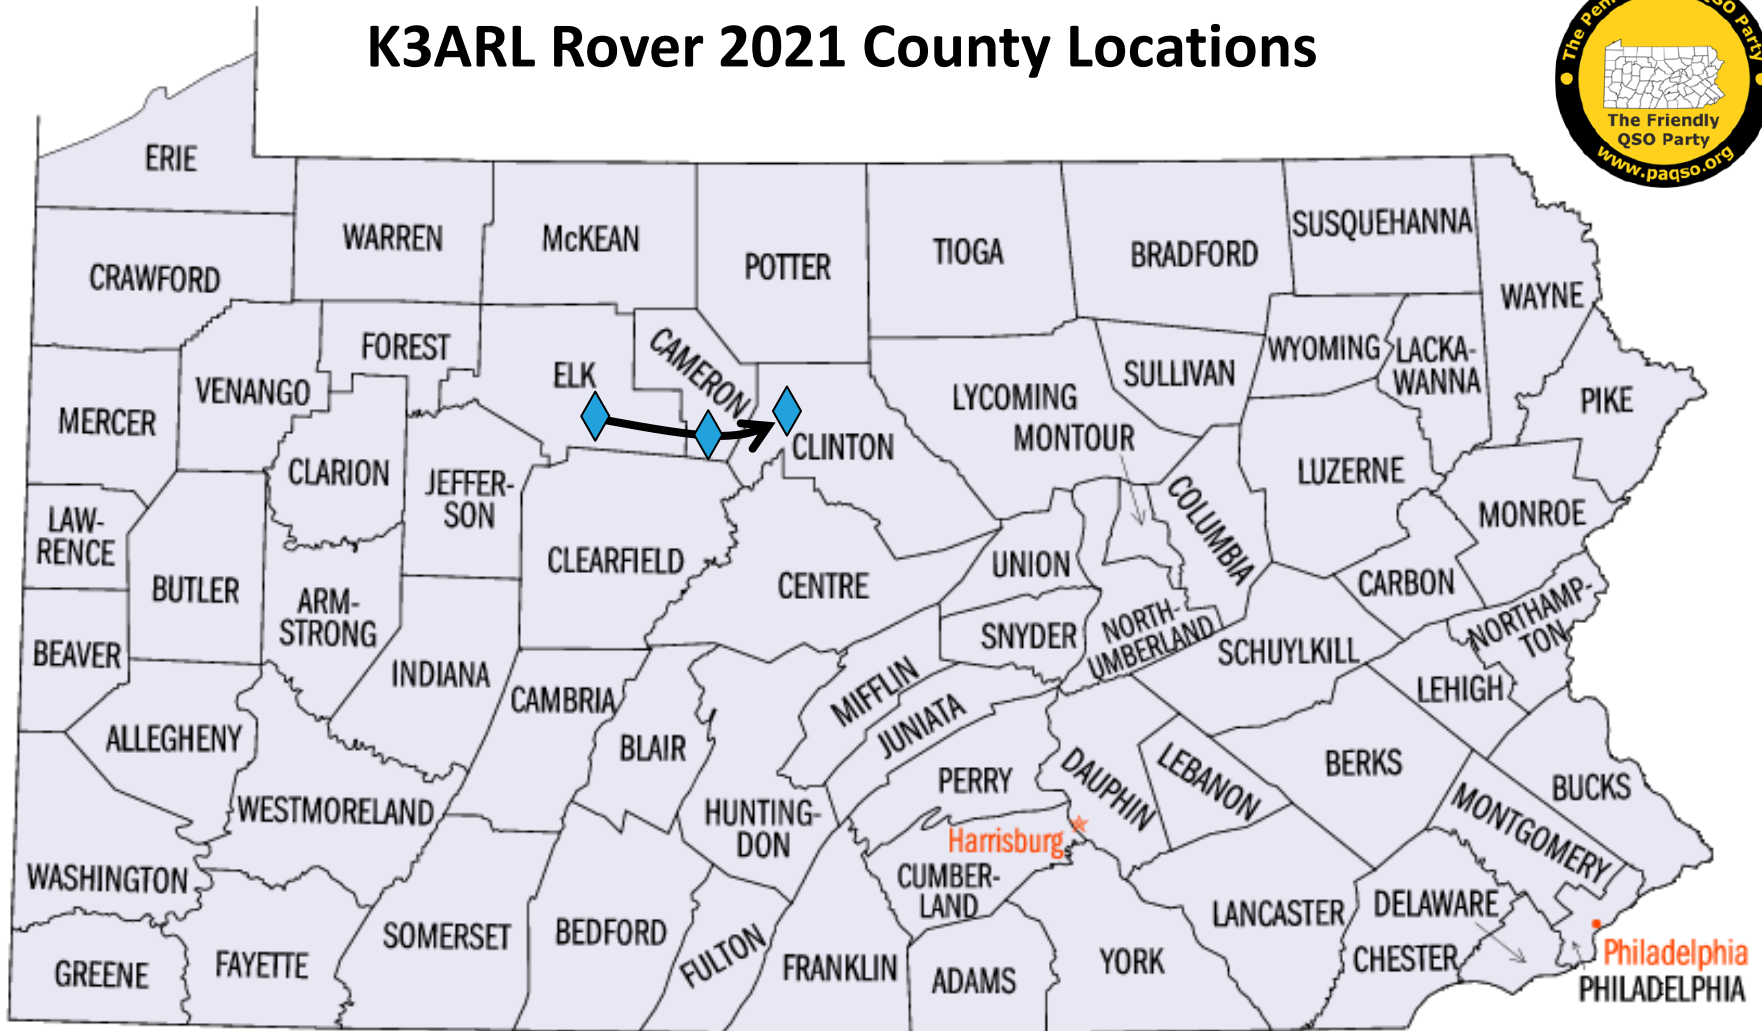 K3ARL Rover 2021 County Locations
The Friendly
QSO Party
www.paqso.org
ERIE
WARREN
McKEAN
POTTER
TIOGA
BRADFORD
SUSQUEHANNA
WAYNE
CRAWFORD
FOREST
ELK
CAMERON
VENANGO
MERCER
CLINTON
LYCOMING
SULLIVAN
WYOMING
LACKA-
WANNA
PIKE
MONTOUR
CLARION
JEFFER-
SON
COLUMBIA
LUZERNE
MONROE
LAW-
RENCE
BUTLER
ARM-
STRONG
CLEARFIELD
CENTRE
UNION
CARBON
NORTHAMP-
TON
BEAVER
INDIANA
CAMBRIA
SNYDER
NORTH-
UMBERLAND
SCHUYLKILL
LEHIGH
MIFFLIN
JUNIATA
ALLEGHENY
BLAIR
PERRY
DAUPHIN
LEBANON
BERKS
BUCKS
WESTMORELAND
HUNTING-
DON
Harrisburg
MONTGOMERY
WASHINGTON
CUMBER-
LAND
LANCASTER
DELAWARE
SOMERSET
BEDFORD
FULTON
FRANKLIN
ADAMS
YORK
CHESTER
Philadelphia
PHILADELPHIA
GREENE
FAYETTE